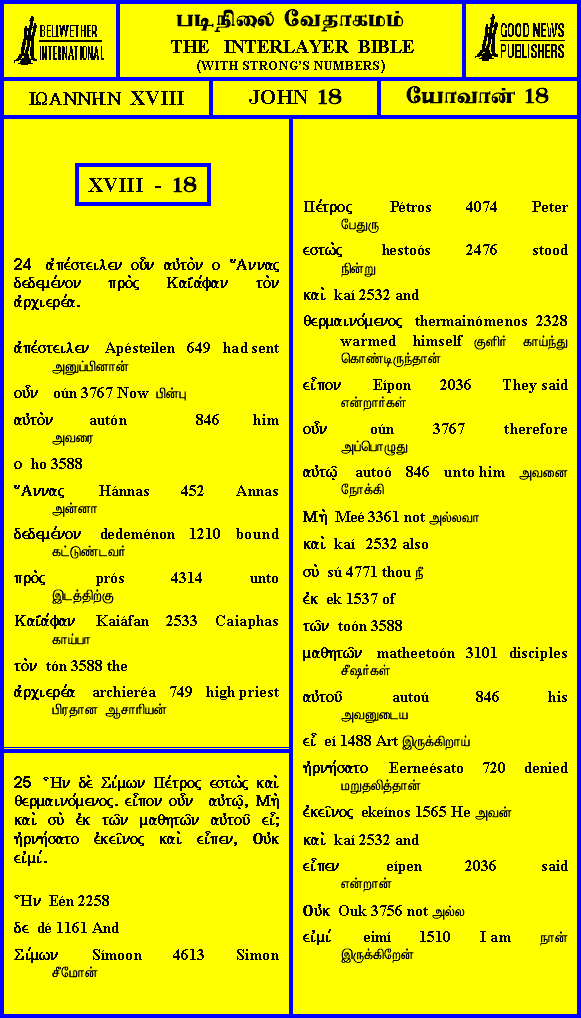 BELLWETHER
INTERNATIONAL
படிநிலை வேதாகமம்
THE INTERLAYER BIBLE
(WITH STRONG'S NUMBERS)
GOOD NEWS
PUBLISHERS
ΙΩΑΝΝΗΝ XVIII
JOHN 18
யோவான் 18
XVIII - 18
24 ἀπέστειλεν οὖν αὐτὸν ο Ἅννας
δεδεμένον πρὸς Καϊάφαν τὸν
ἀρχιερέα.
ἀπέστειλεν Apésteilen 649 had sent
அனுப்பினான்
οὖν oún 3767 Now பின்பு
αὐτὸν autón 846 him
அவரை
ο ho 3588
Ἅννας Hánnas 452 Annas
அன்னா
δεδεμένον dedeménon 1210 bound
கட்டுண்டவர்
πρὸς prós 4314 unto
இடத்திற்கு
Καϊάφαν Kaiáfan 2533 Caiaphas
காய்பா
τὸν tón 3588 the
ἀρχιερέα archieréa 749 high priest
பிரதான ஆசாரியன்
25 Ἦν δὲ Σίμων Πέτρος εστὼς καὶ
θερμαινόμενος. εἶπον οὖν αὐτῷ, Μὴ
καὶ σὺ ἐκ τῶν μαθητῶν αὐτοῦ εἶ;
ἠρνήσατο ἐκεῖνος καὶ εἶπεν, Οὐκ
εἰμί.
Ἦν Eén 2258
δε dé 1161 And
Σίμων Símoon 4613 Simon
சீமோன்
Πέτρος Pétros 4074 Peter
பேதுரு
εστὼς hestoós 2476 stood
நின்று
καὶ kaí 2532 and
θερμαινόμενος thermainómenos 2328
warmed himself குளிர் காய்ந்து
கொண்டிருந்தான்
εἶπον Eípon 2036 They said
என்றார்கள்
οὖν oún 3767 therefore
அப்பொழுது
αὐτῷ autoó 846 unto him அவனை
நோக்கி
Μὴ Meé 3361 not அல்லவா
καὶ kaí 2532 also
σὺ sú 4771 thou நீ
ἐκ ek 1537 of
τῶν toón 3588
μαθητῶν matheetoón 3101 disciples
சீஷர்கள்
αὐτοῦ autoú 846 his
அவனுடைய
εἶ eí 1488 Art இருக்கிறாய்
ἠρνήσατο Eerneésato 720 denied
மறுதலித்தான்
ἐκεῖνος ekeínos 1565 He அவன்
καὶ kaí 2532 and
εἶπεν eípen 2036 said
என்றான்
Οὐκ Ouk 3756 not அல்ல
εἰμί eimí 1510 I am நான்
இருக்கிறேன்